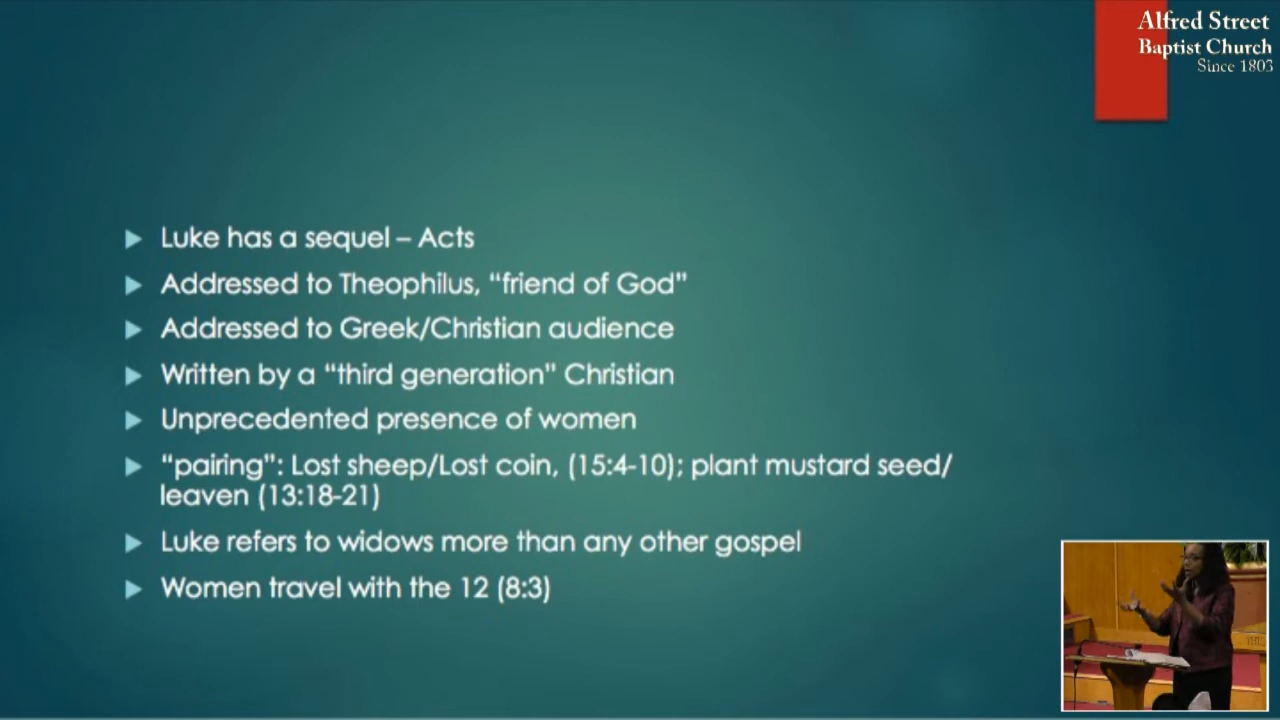 Alfred Street
Baptist Church
Since 1803
Luke has a sequel – Acts
Addressed to Theophilus, “friend of God”
Addressed to Greek/Christian audience
Written by a “third generation” Christian
Unprecedented presence of women
“pairing”: Lost sheep/Lost coin, (15:4-10); plant mustard seed/
leaven (13:18-21)
Luke refers to widows more than any other gospel
Women travel with the 12 (8:3)